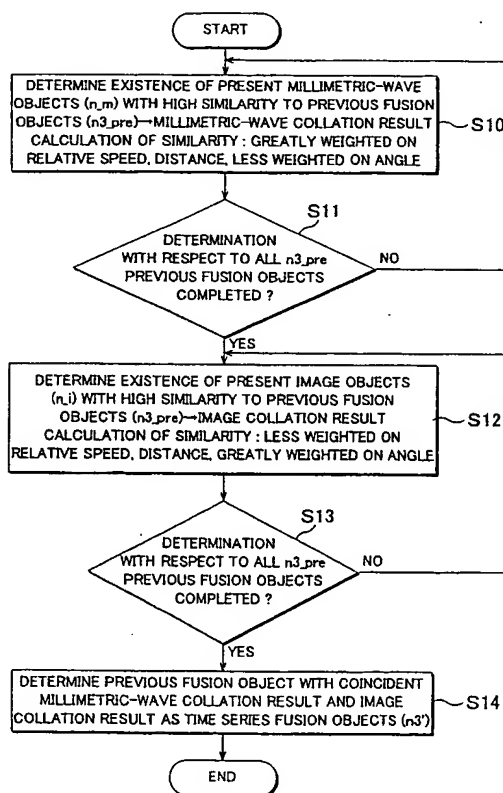 START
DETERMINE EXISTENCE OF PRESENT MILLIMETRIC-WAVE
OBJECTS (n_m) WITH HIGH SIMILARITY TO PREVIOUS FUSION
OBJECTS (n3_pre)→MILLIMETRIC-WAVE COLLATION RESULT
CALCULATION OF SIMILARITY : GREATLY WEIGHTED ON
RELATIVE SPEED, DISTANCE, LESS WEIGHTED ON ANGLE
S10
S11
DETERMINATION
WITH RESPECT TO ALL n3_pre
PREVIOUS FUSION OBJECTS
COMPLETED ?
NO
YES
DETERMINE EXISTENCE OF PRESENT IMAGE OBJECTS
(n_i) WITH HIGH SIMILARITY TO PREVIOUS FUSION
OBJECTS (n3_pre)→IMAGE COLLATION RESULT
CALCULATION OF SIMILARITY : LESS WEIGHTED ON
RELATIVE SPEED, DISTANCE, GREATLY WEIGHTED ON ANGLE
S12
S13
DETERMINATION
WITH RESPECT TO ALL n3_pre
PREVIOUS FUSION OBJECTS
COMPLETED ?
NO
YES
DETERMINE PREVIOUS FUSION OBJECT WITH COINCIDENT
MILLIMETRIC-WAVE COLLATION RESULT AND IMAGE
COLLATION RESULT AS TIME SERIES FUSION OBJECTS (n3')
S14
END